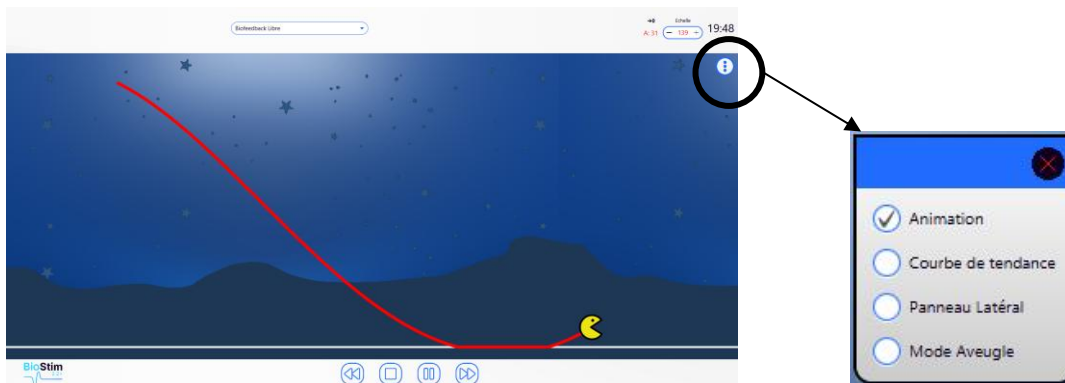 Biofeedback Libre
Echelle
A: 31 − 139 + 19:48
Animation
Courbe de tendance
Panneau Latéral
Mode Aveugle
BioStim